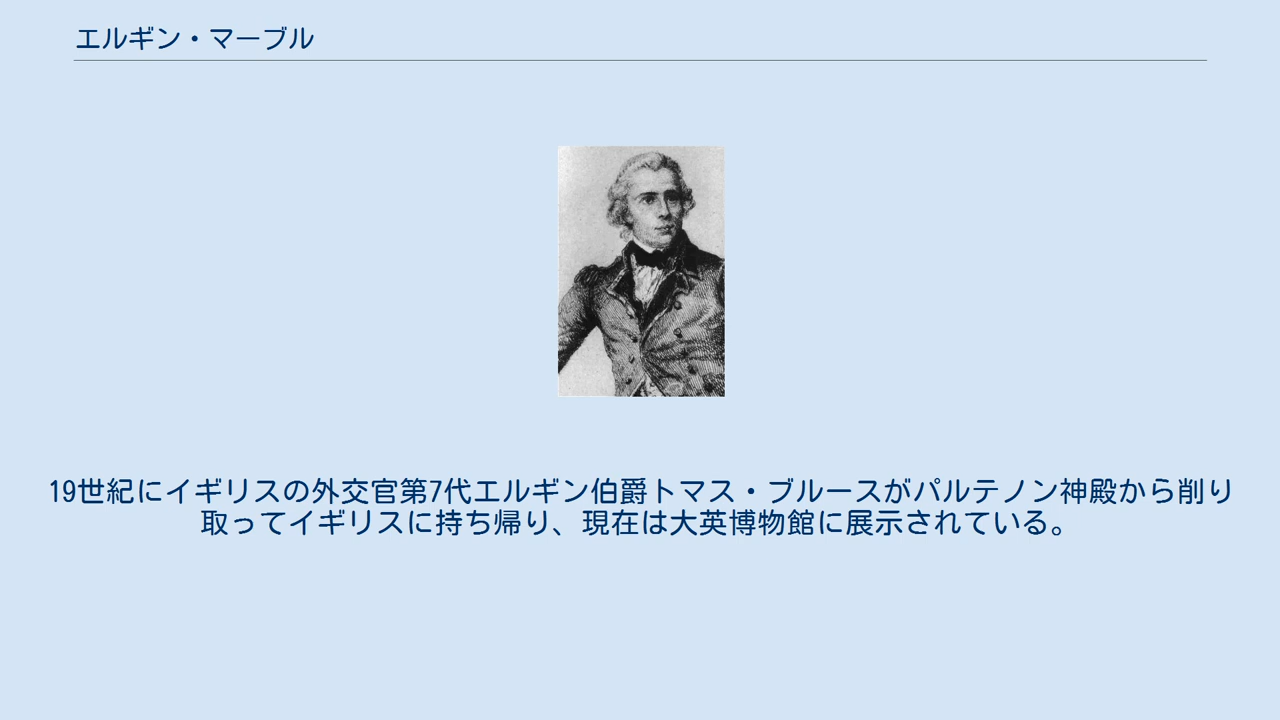 エルギン・マーブル
19世紀にイギリスの外交官第7代エルギン伯爵トマス・ブルースがパルテノン神殿から削り
取ってイギリスに持ち帰り、現在は大英博物館に展示されている。